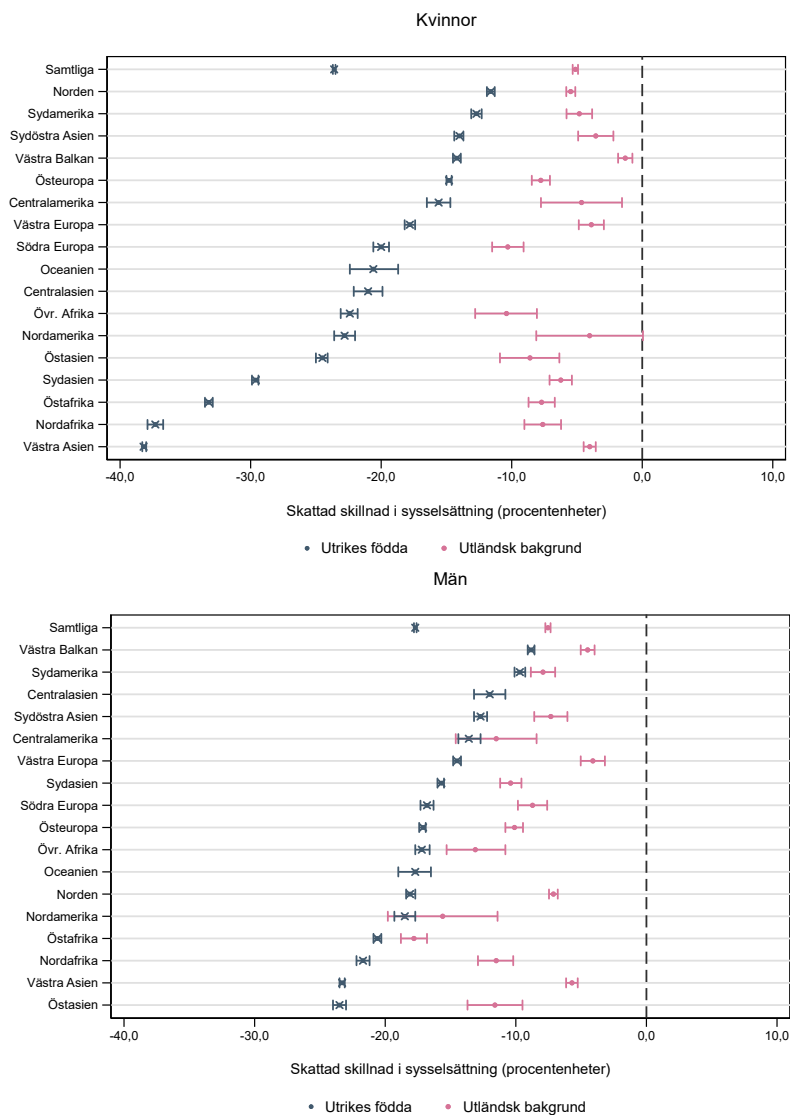 Kvinnor
Samtliga
Norden
Sydamerika
Sydöstra Asien
Västra Balkan
Östeuropa
Centralamerika
Västra Europa
Södra Europa
Oceanien
Centralasien
Övr. Afrika
Nordamerika
Östasien
Sydasien
Östafrika
Nordafrika
Västra Asien
-40,0 -30,0 -20,0 -10,0 0,0 10,0
Skattad skillnad i sysselsättning (procentenheter)
Utrikes födda Utländsk bakgrund
Män
Samtliga
Västra Balkan
Sydamerika
Centralasien
Sydöstra Asien
Centralamerika
Västra Europa
Sydasien
Södra Europa
Östeuropa
Övr. Afrika
Oceanien
Norden
Nordamerika
Östafrika
Nordafrika
Västra Asien
Östasien
-40,0 -30,0 -20,0 -10,0 0,0 10,0
Skattad skillnad i sysselsättning (procentenheter)
Utrikes födda Utländsk bakgrund